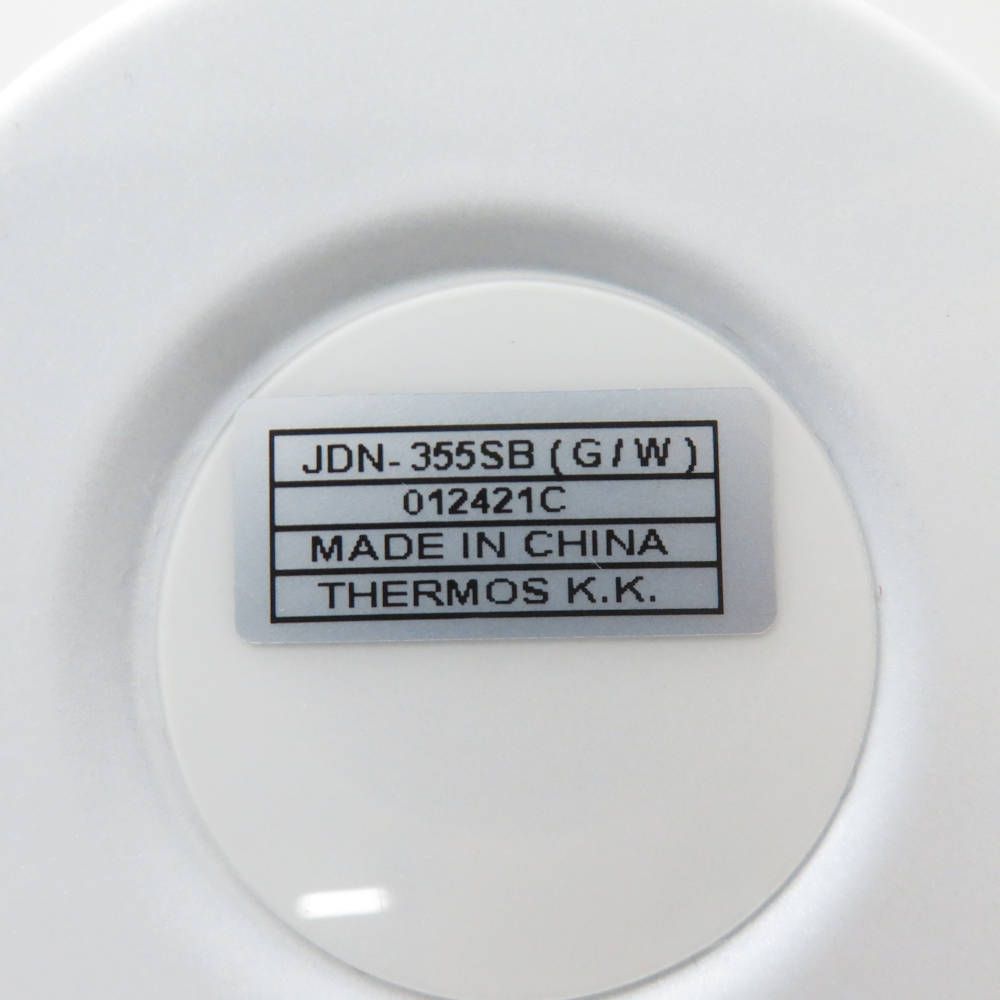 JDN-355SB (G/W)
012421C
MADE IN CHINA
THERMOS K.K.